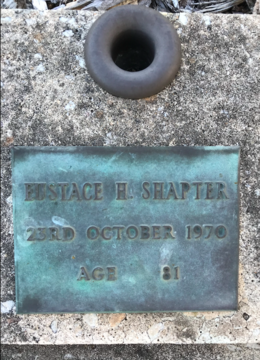 EUSTACE H. SHAPTER
23RD OCTOBER 1970
AGE 81